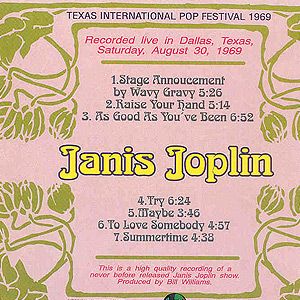 TEXAS INTERNATIONAL POP FESTIVAL 1969
Recorded live in Dallas, Texas,
Saturday, August 30, 1969
1.Stage Annoucement
by Wavy Gravy 5:26
2.Raise Your Hand 5:14
3. As Good As You´ve Been 6:52
Janis Joplin
4.Try 6:24
5.Maybe 3:46
6.To Love Somebody 4:57
7.Summertime 4:38
This is a high quality recording of a
never before released Janis Joplin show.
Produced by Bill Williams.